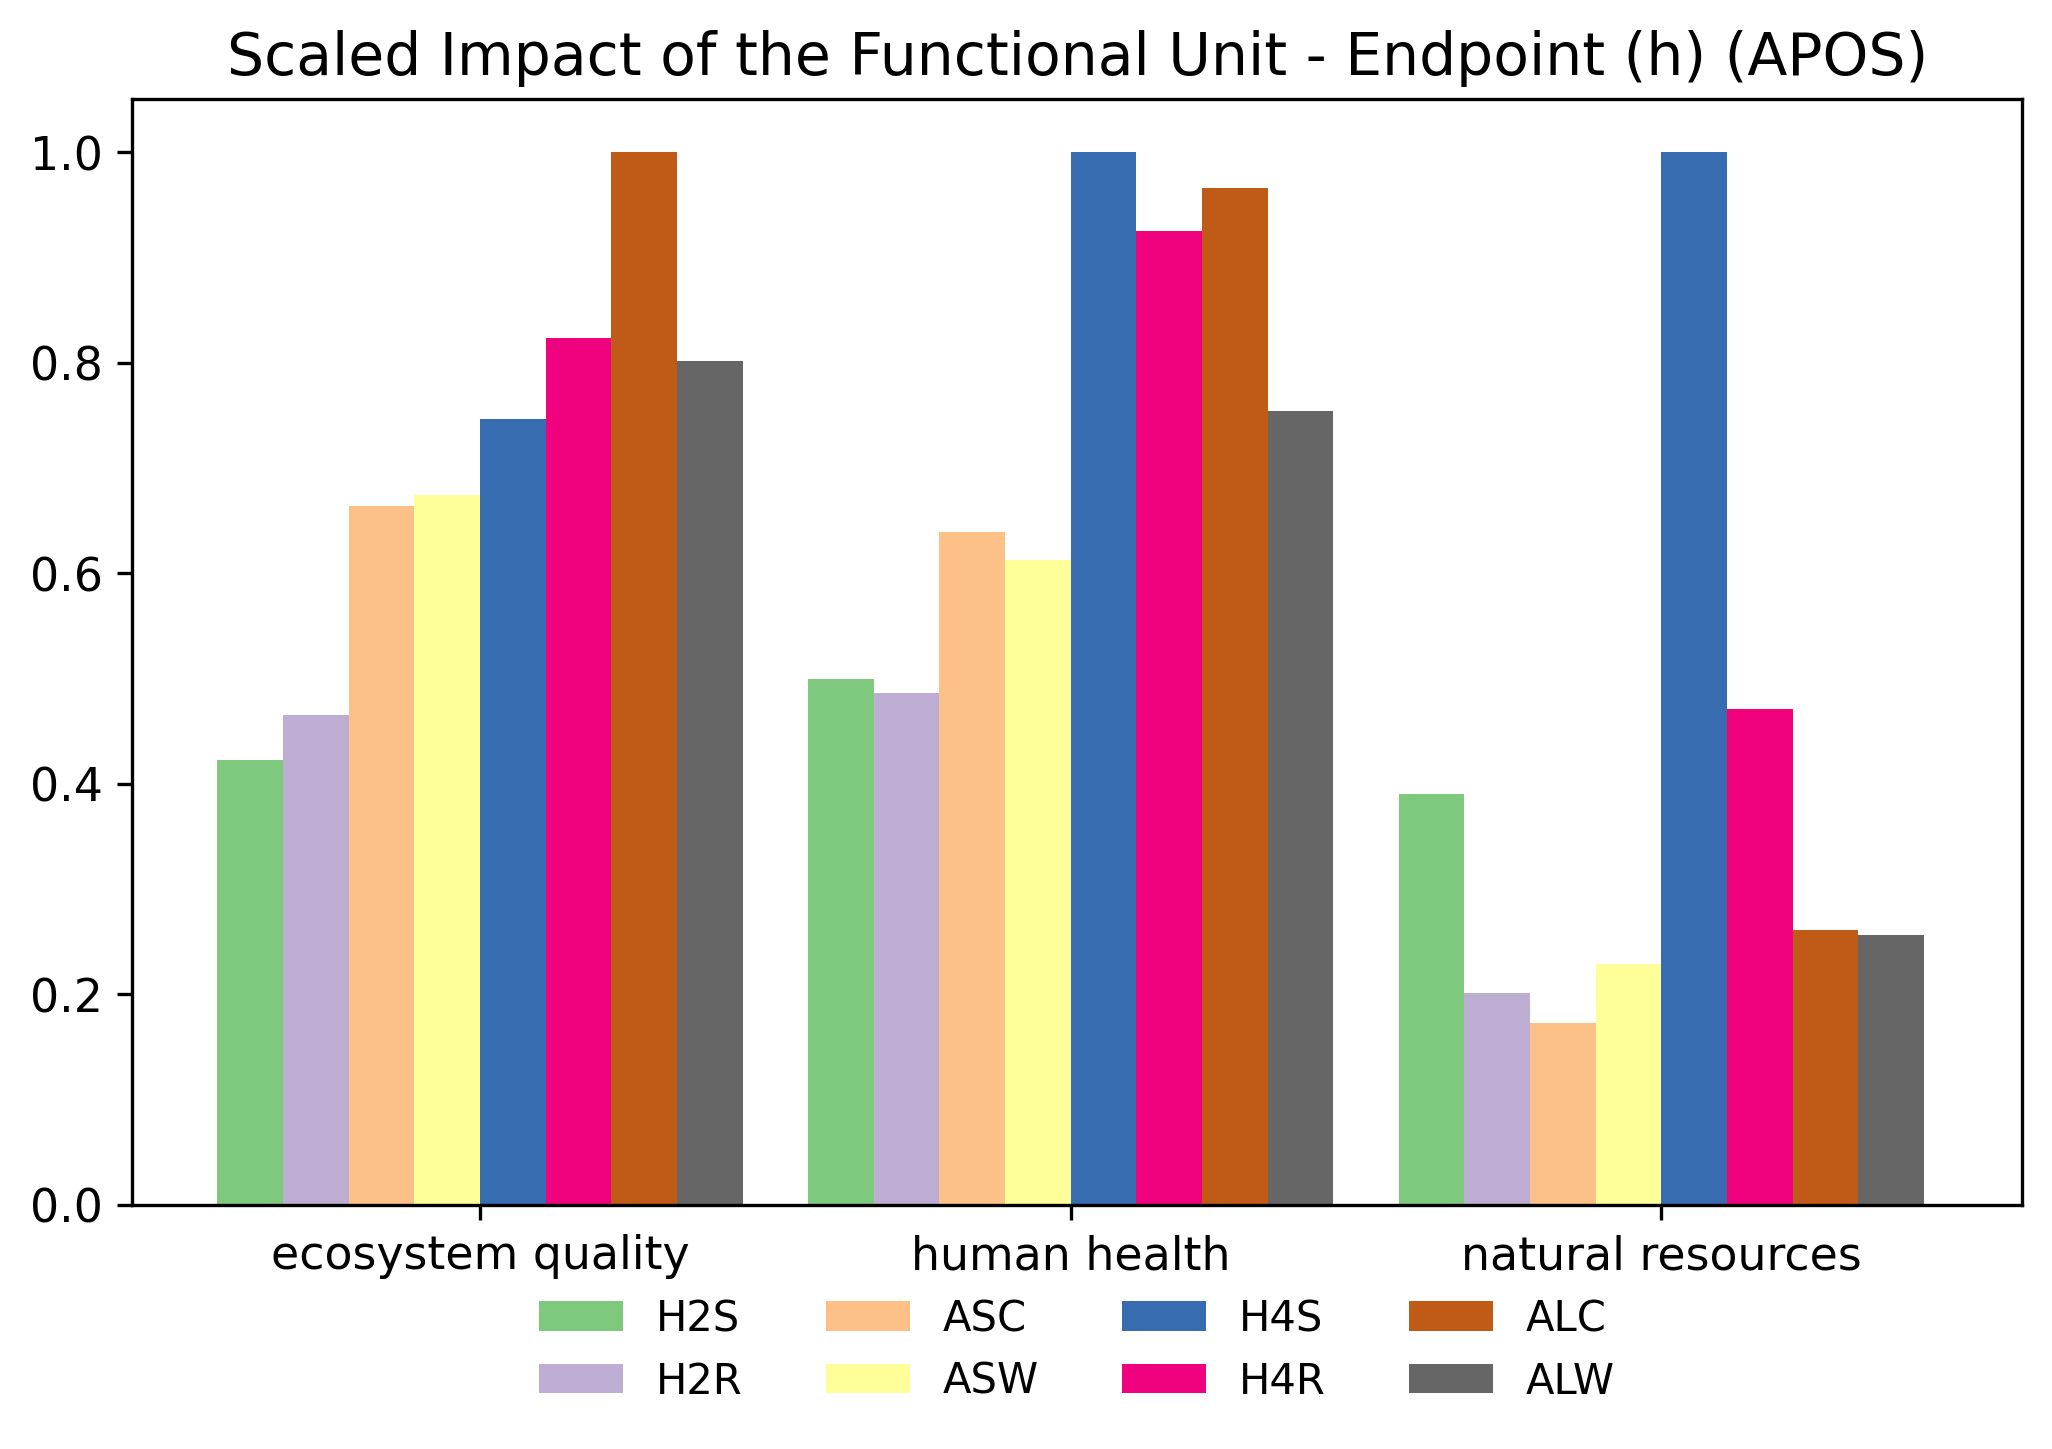 Scaled Impact of the Functional Unit - Endpoint (h) (APOS)
1.0
0.8
0.6
0.4
0.2
0.0
ecosystem quality human health natural resources
H2S ASC H4S ALC
H2R ASW H4R ALW